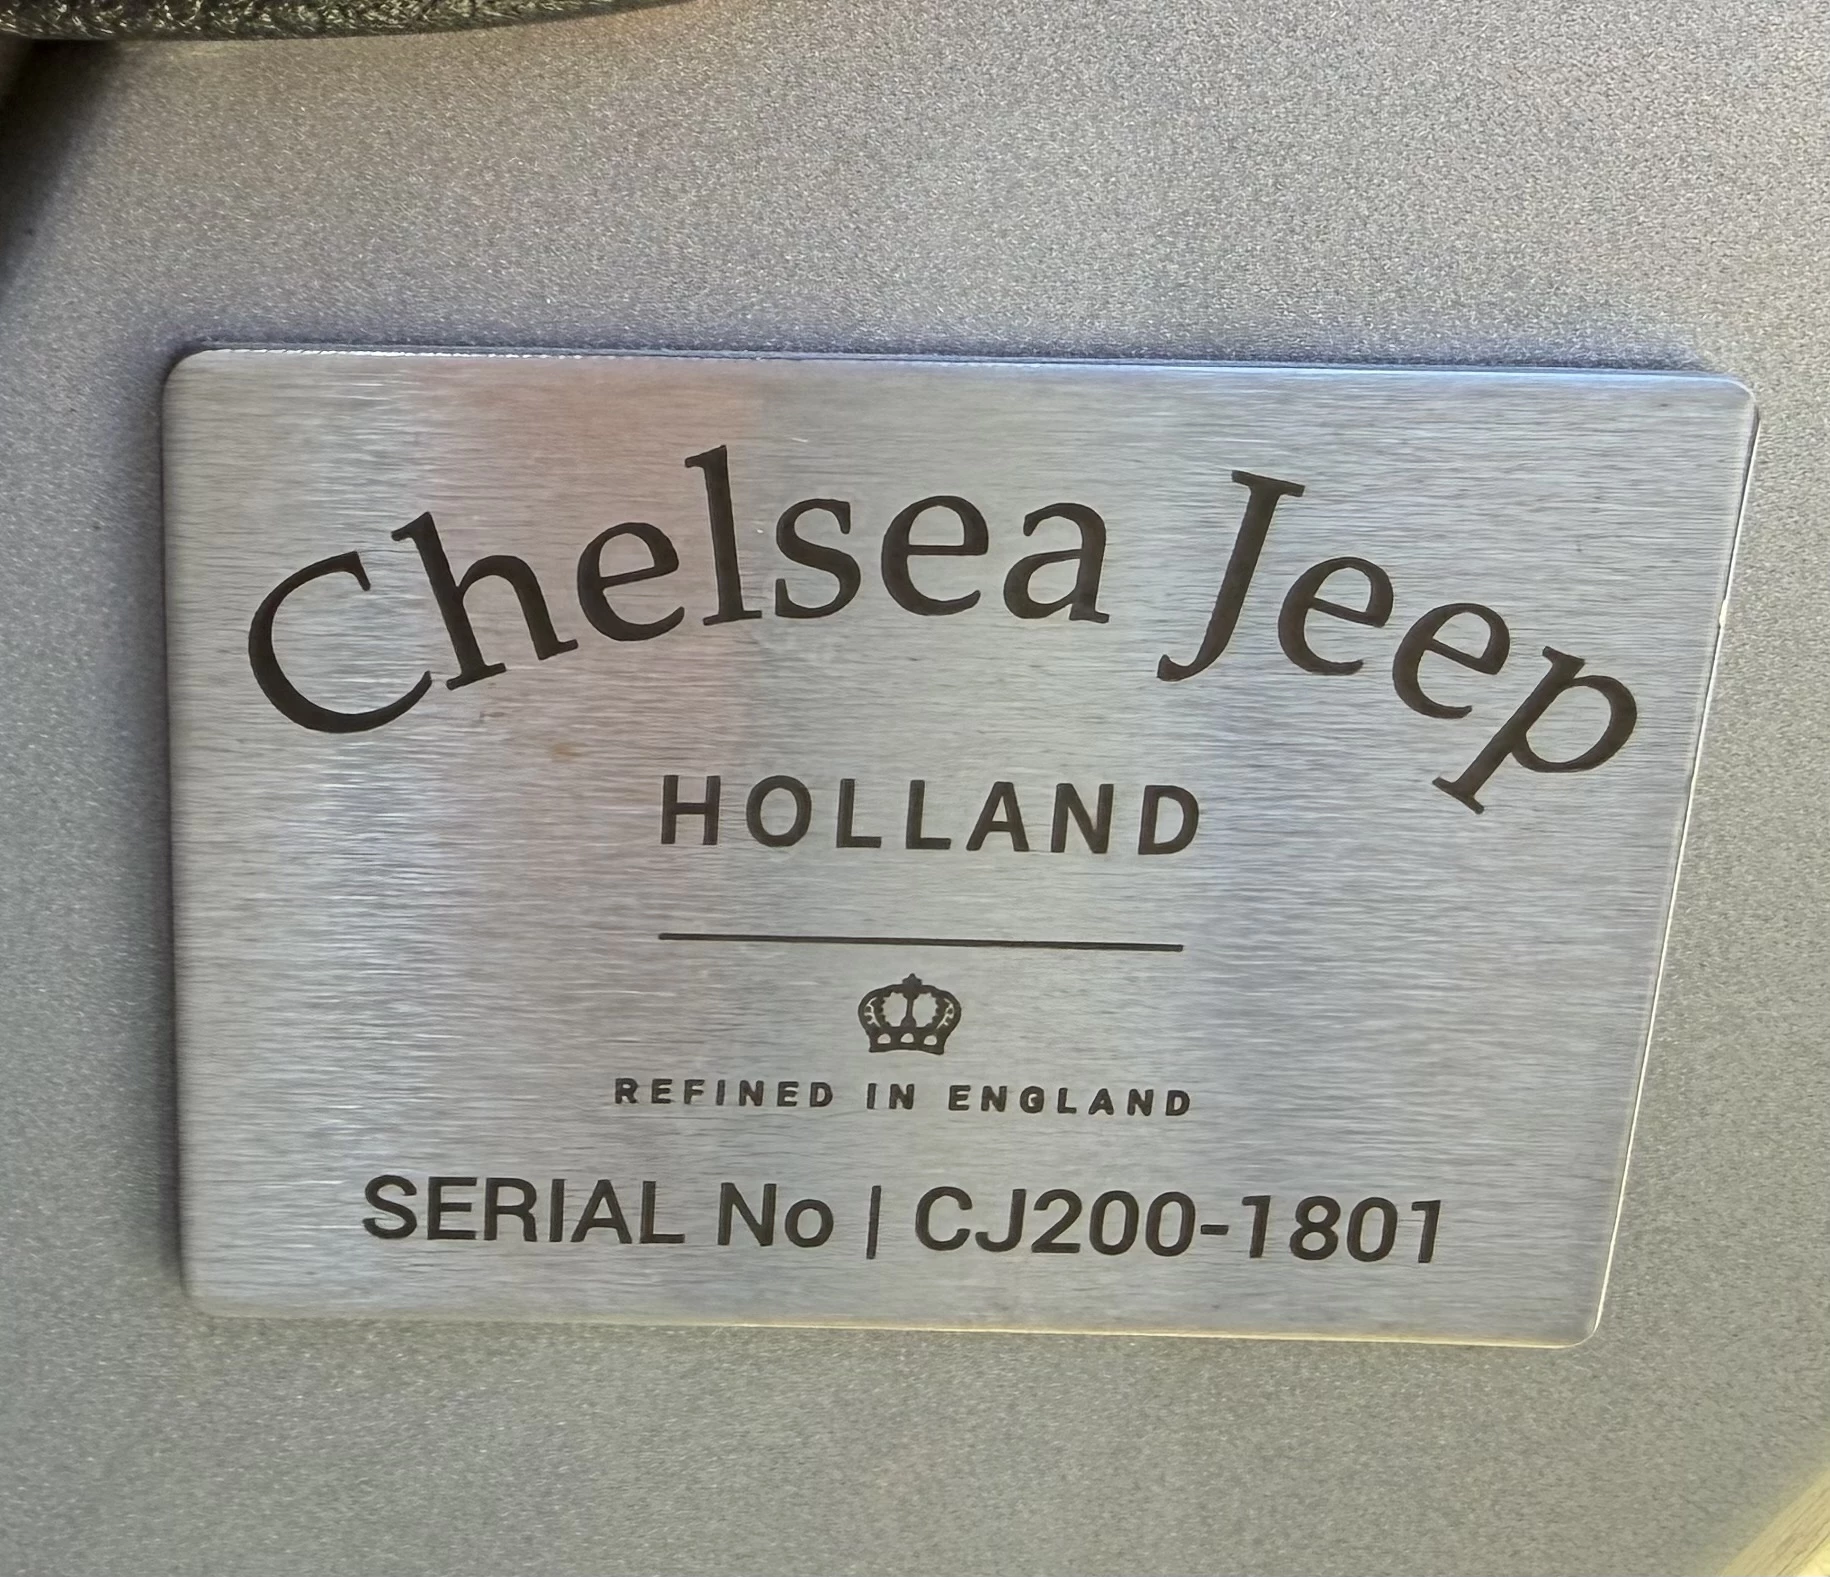 Chelsea Jeep
HOLLAND
REFINED IN ENGLAND
SERIAL No | CJ200-1801